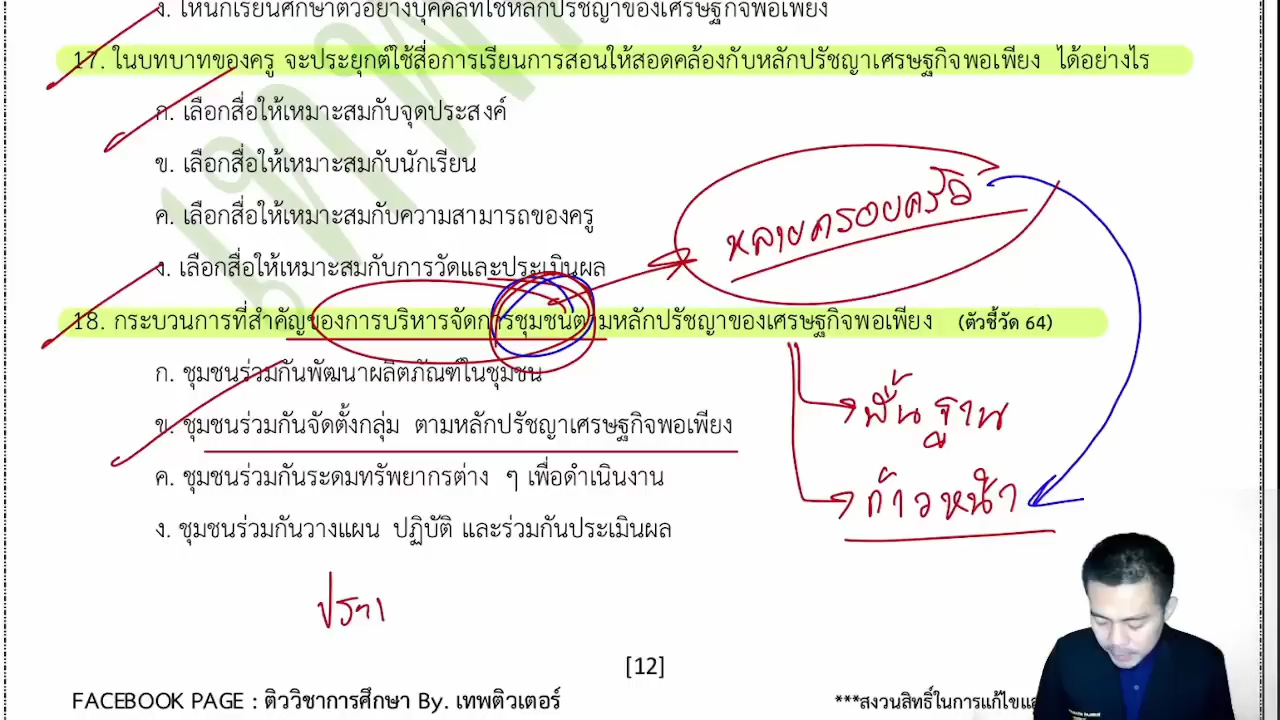 ง. ให้นักเรียนศึกษาตัวอย่างบุคคลที่ใช้หลักปรัชญาของเศรษฐกิจพอเพียง
17. ในบทบาทของครู จะประยุกต์ใช้สื่อการเรียนการสอนให้สอดคล้องกับหลักปรัชญาเศรษฐกิจพอเพียง ได้อย่างไร
ก. เลือกสื่อให้เหมาะสมกับจุดประสงค์
ข. เลือกสื่อให้เหมาะสมกับนักเรียน
ค. เลือกสื่อให้เหมาะสมกับความสามารถของครู
หลายครอบครัว
ง. เลือกสื่อให้เหมาะสมกับการวัดและประเมินผล
18. กระบวนการที่สำคัญของการบริหารจัดการชุมชนตามหลักปรัชญาของเศรษฐกิจพอเพียง (ตัวชี้วัด 64)
ก. ชุมชนร่วมกันพัฒนาผลิตภัณฑ์ในชุมชน
พื้นฐาน
ข. ชุมชนร่วมกันจัดตั้งกลุ่ม ตามหลักปรัชญาเศรษฐกิจพอเพียง
ค. ชุมชนร่วมกันระดมทรัพยากรต่าง ๆ เพื่อดำเนินงาน
ก้าวหน้า
ง. ชุมชนร่วมกันวางแผน ปฏิบัติ และร่วมกันประเมินผล
[12]
FACEBOOK PAGE : ติววิชาการศึกษา By. เทพติวเตอร์
***สงวนสิทธิ์ในการแก้ไขแล